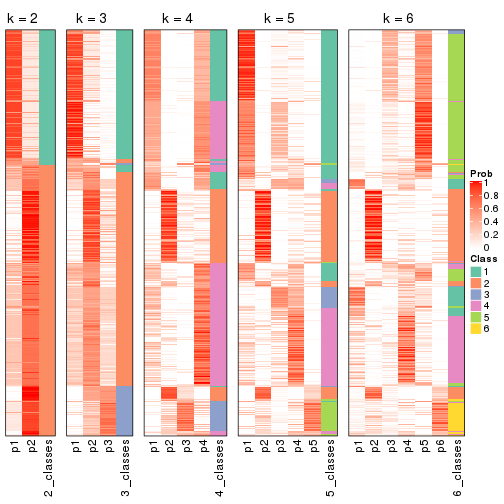 k = 2
k = 3
k = 4
k = 5
k = 6
Prob
1
0.8
0.6
0.4
0.2
0
Class
1
2
3
4
5
6
p1 p2 2_classes
p1 p2 p3 3_classes
p1 p2 p3 p4 4_classes
p1 p2 p3 p4 p5 5_classes
p1 p2 p3 p4 p5 p6 6_classes